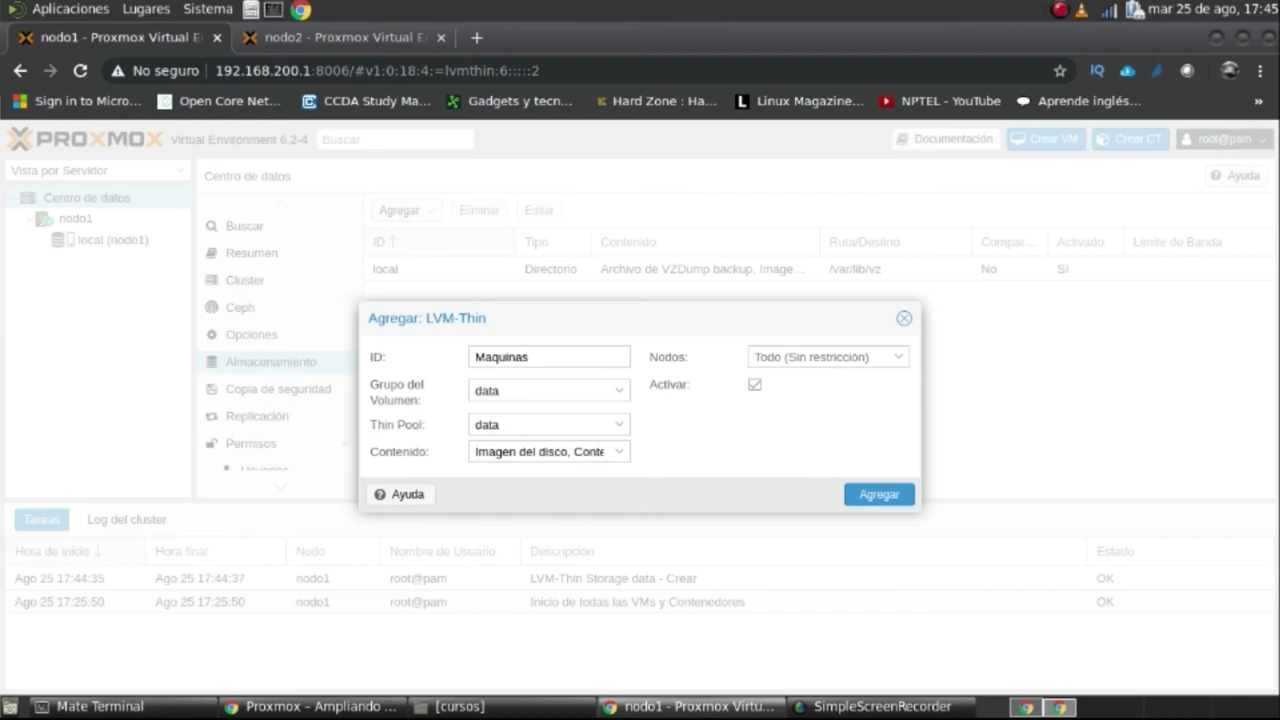 Aplicaciones Lugares Sistema mar 25 de ago, 17:45
nodo1 - Proxmox Virtual E nodo2 - Proxmox Virtual E
No seguro 192.168.200.1:8006/#v1:0:18:4:=lvmthin:6:::::2
Sign in to Micro... Open Core Net... CCDA Study Ma... Gadgets y tecn... Hard Zone : Ha... Linux Magazine... NPTEL - YouTube Aprende inglés... »
PROXMOX Virtual Environment 6.2-4 Buscar Documentación Crear VM Crear CT root@pam
Vista por Servidor Centro de datos Ayuda
Centro de datos
nodo1
local (nodo1)
Buscar
Resumen
Cluster
Ceph
Opciones
Almacenamiento
Copia de seguridad
Replicación
Permisos
Usuarios
Agregar Eliminar Editar
ID Tipo Contenido Ruta/Destino Compar... Activado Límite de Banda
local Directorio Archivo de VZDump backup, Image... /var/lib/vz No Sí
Agregar: LVM-Thin
ID: Maquinas Nodos: Todo (Sin restricción)
Grupo del Volumen: data Activar:
Thin Pool: data
Contenido: Imagen del disco, Conte
Ayuda Agregar
Tareas Log del cluster
Hora de inicio Hora final Nodo Nombre de Usuario Descripción Estado
Ago 25 17:44:35 Ago 25 17:44:37 nodo1 root@pam LVM-Thin Storage data - Crear OK
Ago 25 17:25:50 Ago 25 17:25:50 nodo1 root@pam Inicio de todas las VMs y Contenedores OK
Mate Terminal Proxmox – Ampliando ... [cursos] nodo1 - Proxmox Virtu... SimpleScreenRecorder